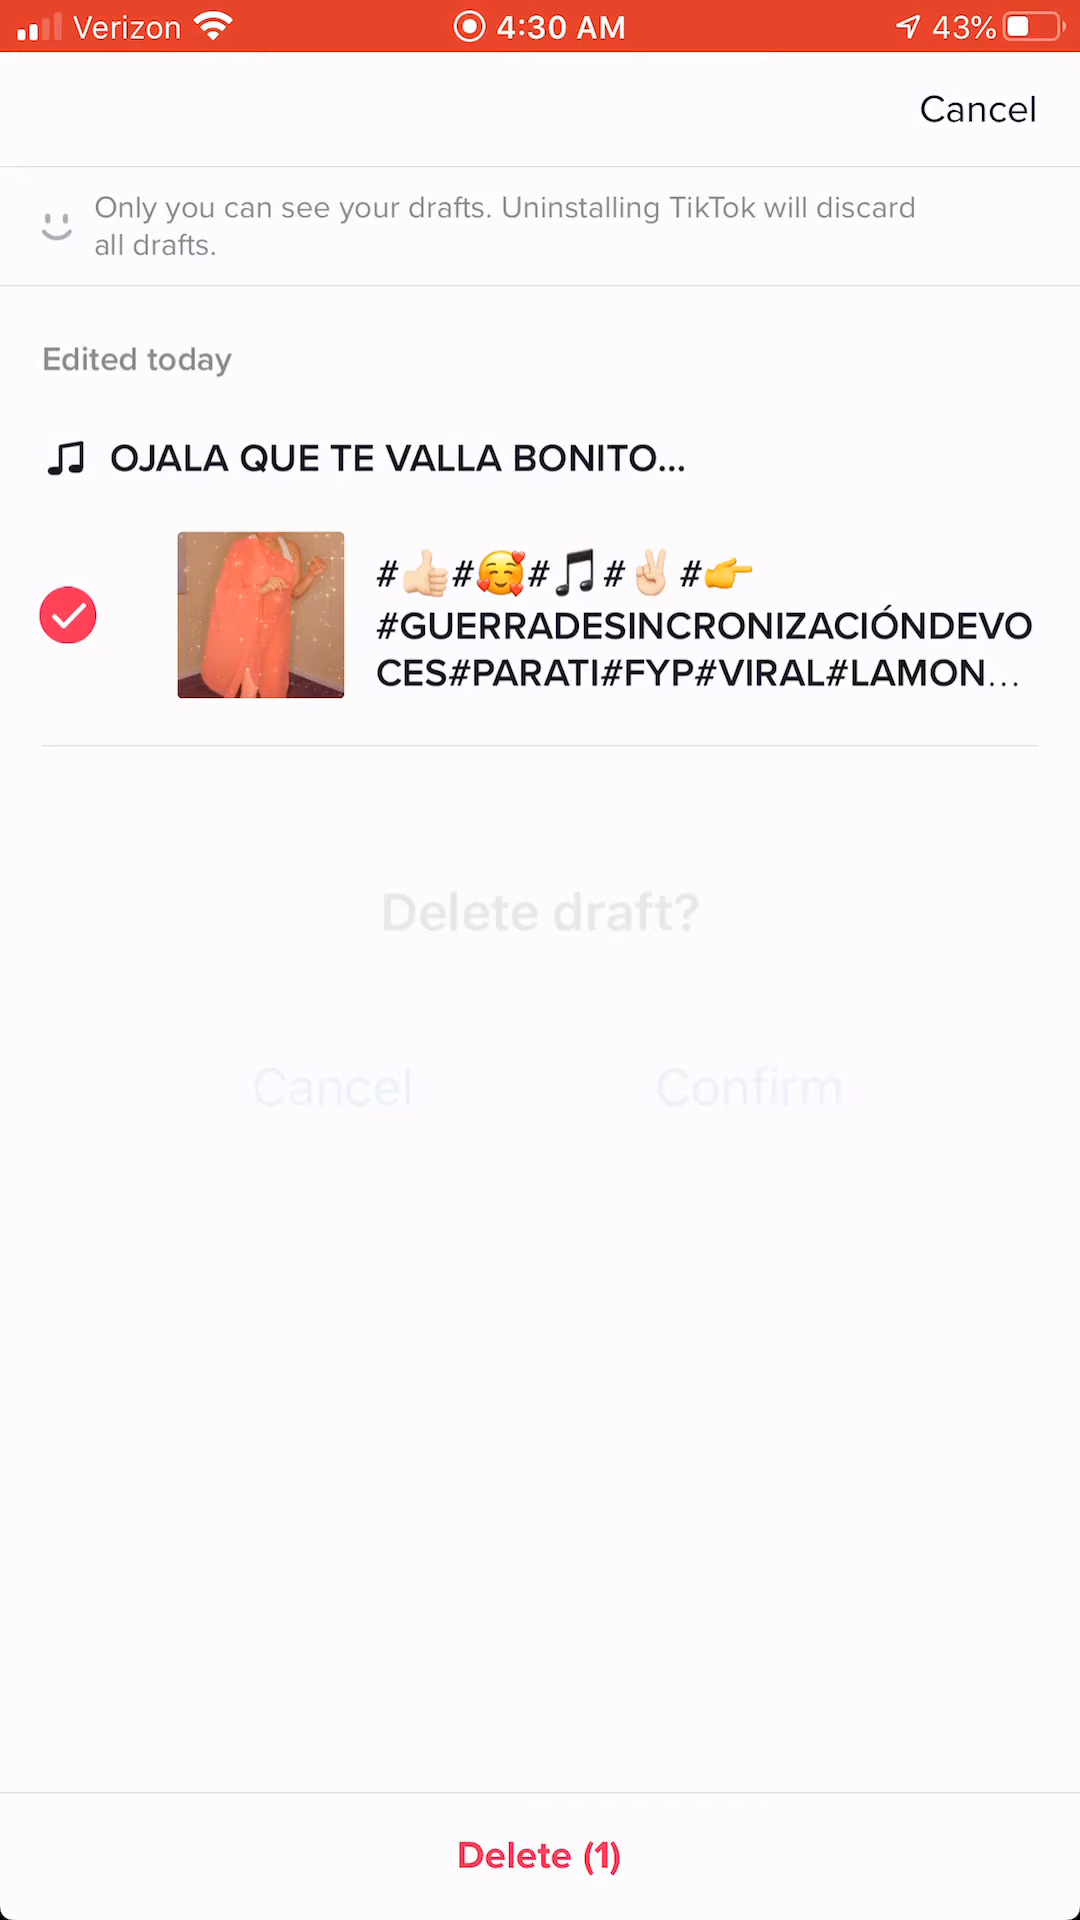 Verizon 4:30 AM 43%
Cancel
Only you can see your drafts. Uninstalling TikTok will discard
all drafts.
Edited today
OJALA QUE TE VALLA BONITO...
#👍🏻#🥰#🎵#✌🏻#👉
#GUERRADESINCRONIZACIÓNDEVO
CES#PARATI#FYP#VIRAL#LAMON...
Delete draft?
Cancel Confirm
Delete (1)